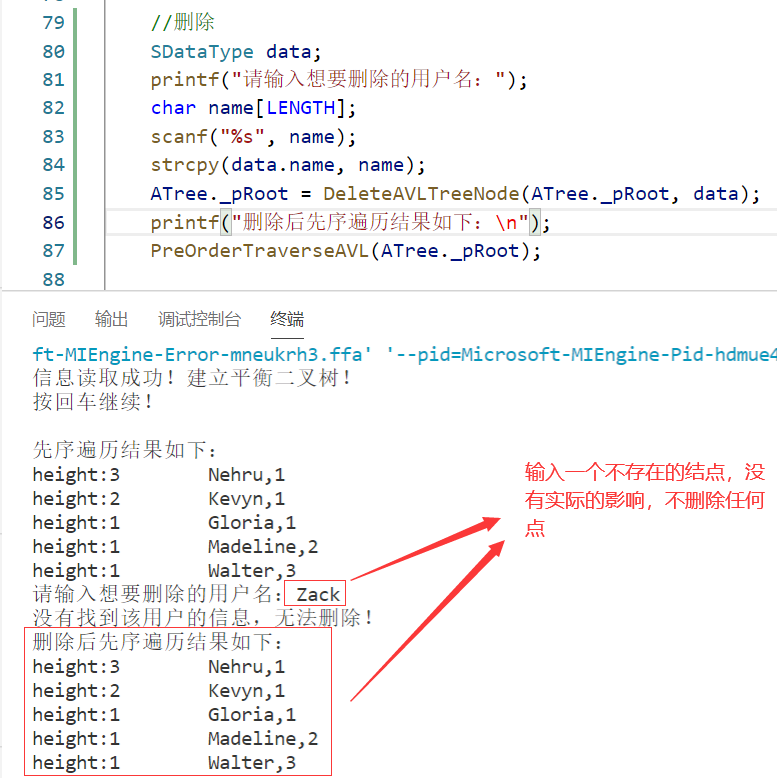 79 //删除
80 SDataType data;
81 printf("请输入想要删除的用户名: ");
82 char name[LENGTH];
83 scanf("%s", name);
84 strcpy(data.name, name);
85 ATree._pRoot = DeleteAVLTreeNode(ATree._pRoot, data);
86 printf("删除后先序遍历结果如下: \n");
87 PreOrderTraverseAVL(ATree._pRoot);
88
问题 输出 调试控制台 终端
ft-MIEngine-Error-mneukrh3.ffa' '--pid=Microsoft-MIEngine-Pid-hdmue4
信息读取成功! 建立平衡二叉树!
按回车继续!
先序遍历结果如下:
height:3 Nehru,1
height:2 Kevyn,1
height:1 Gloria,1
height:1 Madeline,2
height:1 Walter,3
请输入想要删除的用户名: Zack
没有找到该用户的信息, 无法删除!
删除后先序遍历结果如下:
height:3 Nehru,1
height:2 Kevyn,1
height:1 Gloria,1
height:1 Madeline,2
height:1 Walter,3
输入一个不存在的结点，没
有实际的影响，不删除任何
点